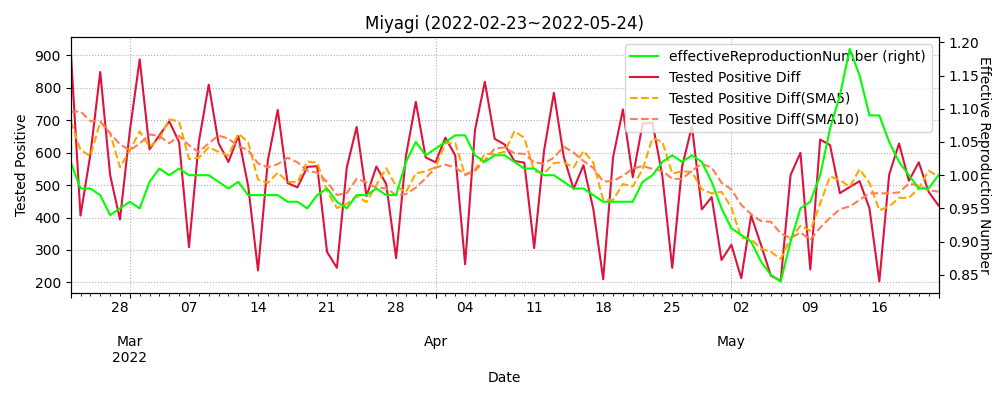 Miyagi (2022-02-23~2022-05-24)
Tested Positive
900
800
700
600
500
400
300
200
effectiveReproductionNumber (right)
Tested Positive Diff
Tested Positive Diff(SMA5)
Tested Positive Diff(SMA10)
1.20
1.15
1.10
1.05
1.00
0.95
0.90
0.85
Effective Reproduction Number
28 07 14 21 28 04 11 18 25 02 09 16
Mar Apr May
2022
Date